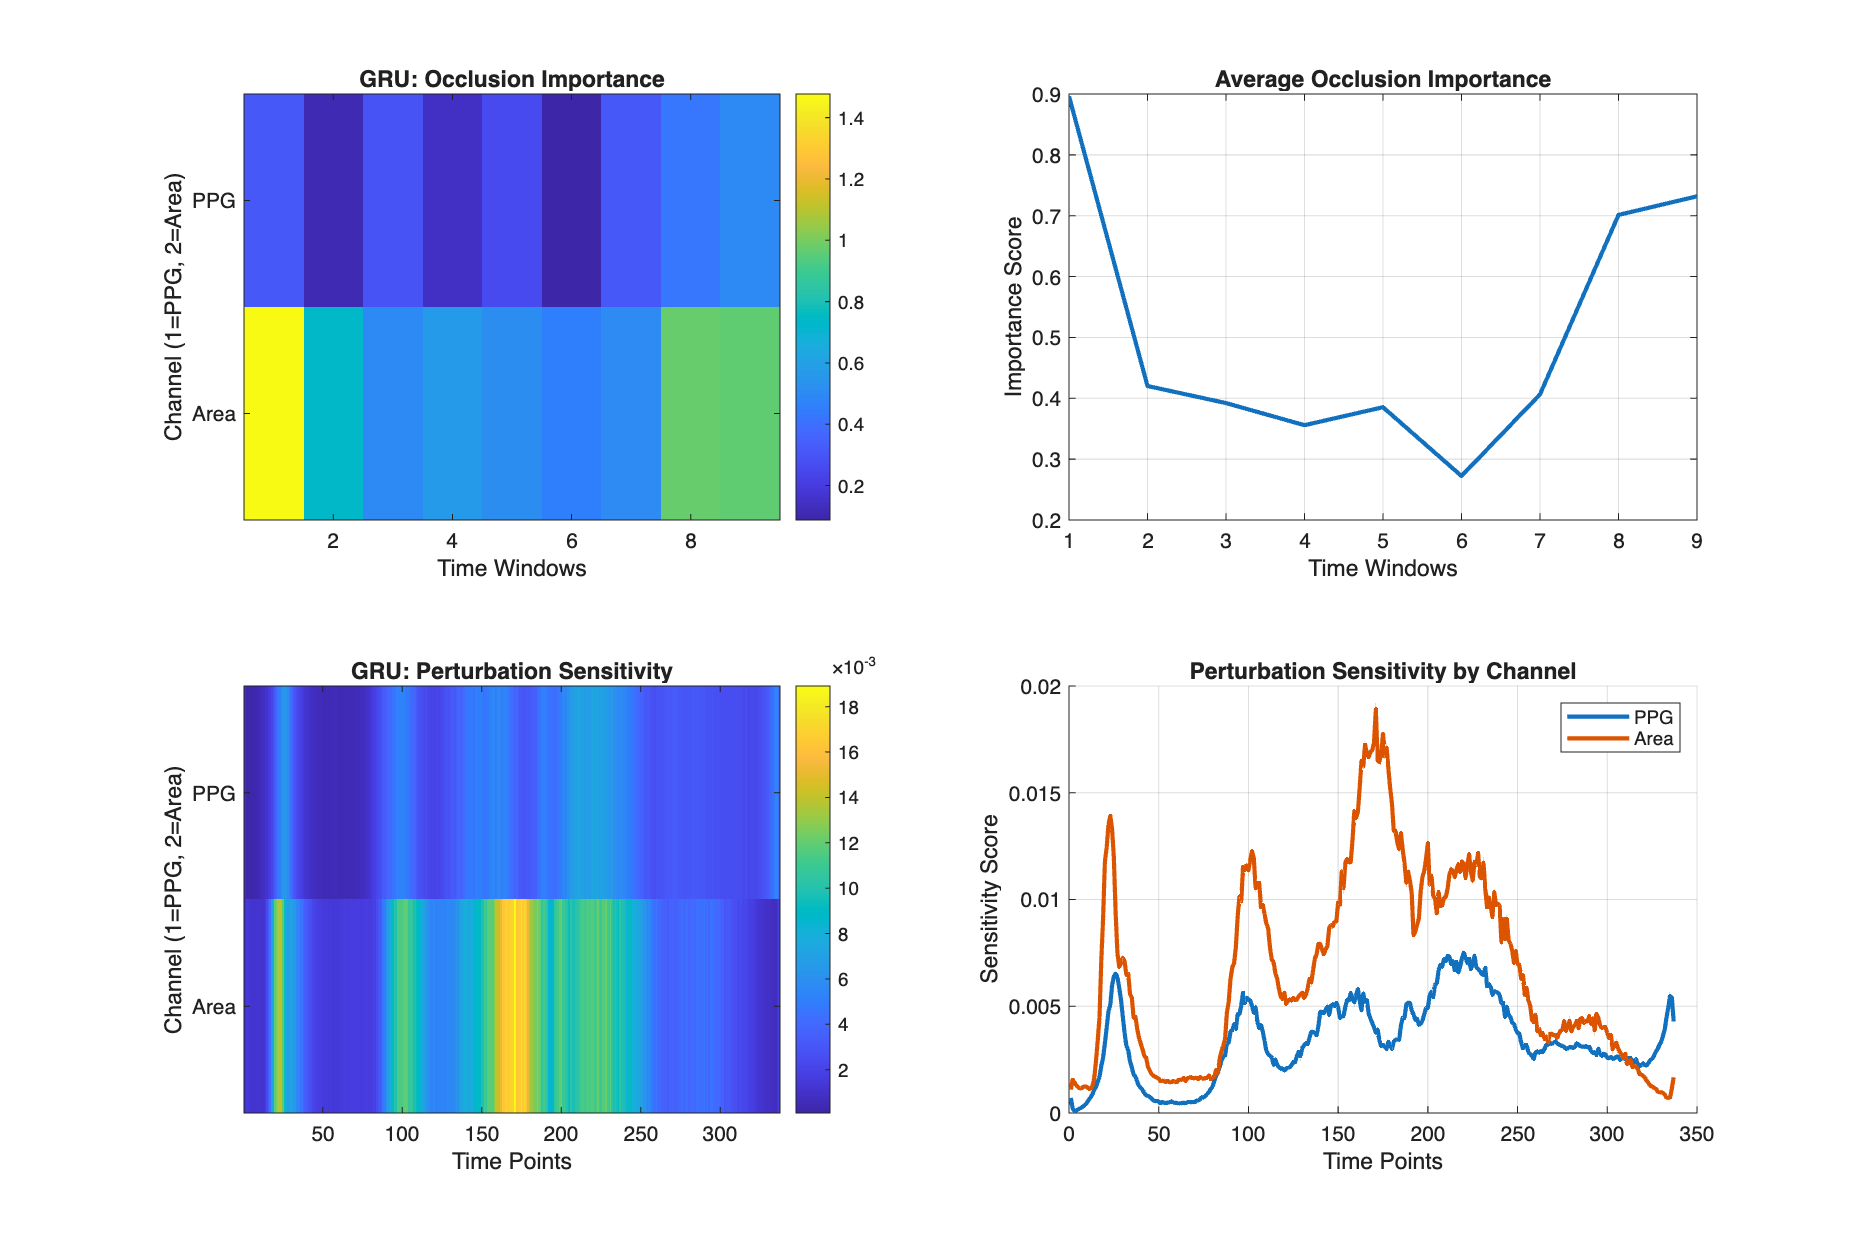 GRU: Occlusion Importance
Channel (1=PPG, 2=Area)
PPG
Area
2 4 6 8
Time Windows
1.4
1.2
1
0.8
0.6
0.4
0.2
Average Occlusion Importance
Importance Score
0.9
0.8
0.7
0.6
0.5
0.4
0.3
0.2
1 2 3 4 5 6 7 8 9
Time Windows
GRU: Perturbation Sensitivity
×10-3
Channel (1=PPG, 2=Area)
PPG
Area
50 100 150 200 250 300
Time Points
18
16
14
12
10
8
6
4
2
Perturbation Sensitivity by Channel
Sensitivity Score
0.02
0.015
0.01
0.005
0
PPG
Area
0 50 100 150 200 250 300 350
Time Points